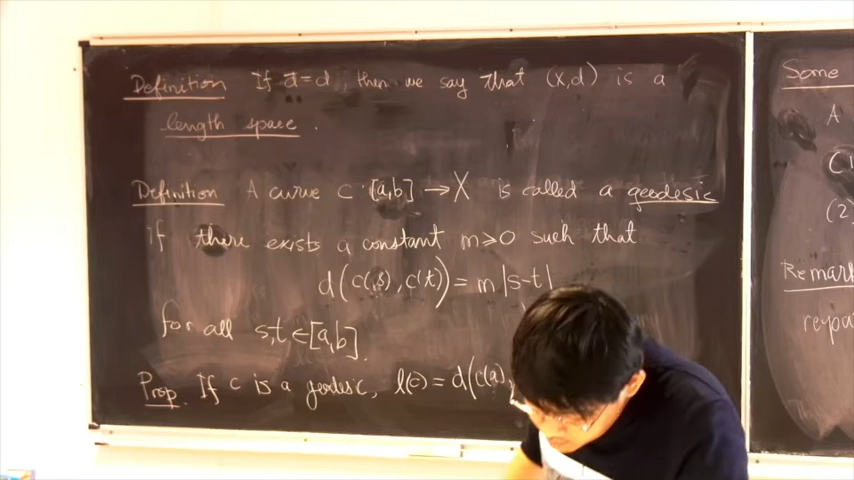 Definition If d̄ = d, then we say that (X,d) is a
length space.
Definition A curve c: [a,b] → X is called a geodesic
if there exists a constant m ≥ 0 such that
d(c(s), c(t)) = m |s-t|
for all s,t ∈ [a,b].
Prop. If c is a geodesic, l(c) = d(c(a),
Some
A
(1
(2)
Remark
repa